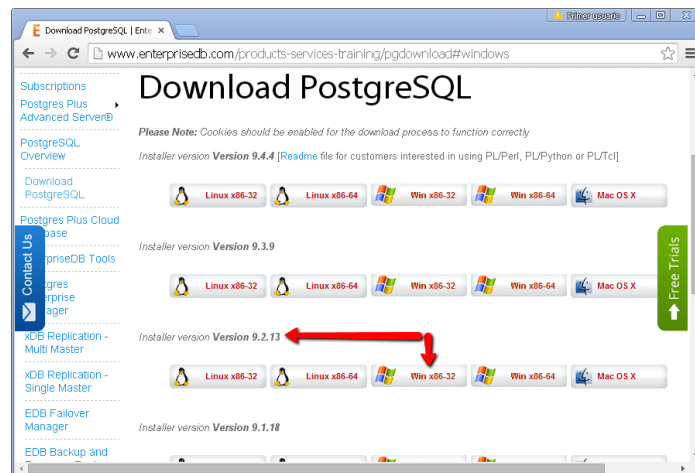 Download PostgreSQL | Ente
Primer usuario
www.enterprisedb.com/products-services-training/pgdownload#windows
Subscriptions
Postgres Plus
Advanced Server®
PostgreSQL
Overview
Download
PostgreSQL
Postgres Plus Cloud
base
EnterpriseDB Tools
xDB Replication -
Multi Master
xDB Replication -
Single Master
EDB Failover
Manager
EDB Backup and
Contact Us
Download PostgreSQL
Please Note: Cookies should be enabled for the download process to function correctly
Installer version Version 9.4.4 [Readme file for customers interested in using PL/Perl, PL/Python or PL/Tcl]
Linux x86-32 Linux x86-64 Win x86-32 Win x86-64 Mac OS X
Installer version Version 9.3.9
Linux x86-32 Linux x86-64 Win x86-32 Win x86-64 Mac OS X
Installer version Version 9.2.13
Linux x86-32 Linux x86-64 Win x86-32 Win x86-64 Mac OS X
Installer version Version 9.1.18
Free Trials